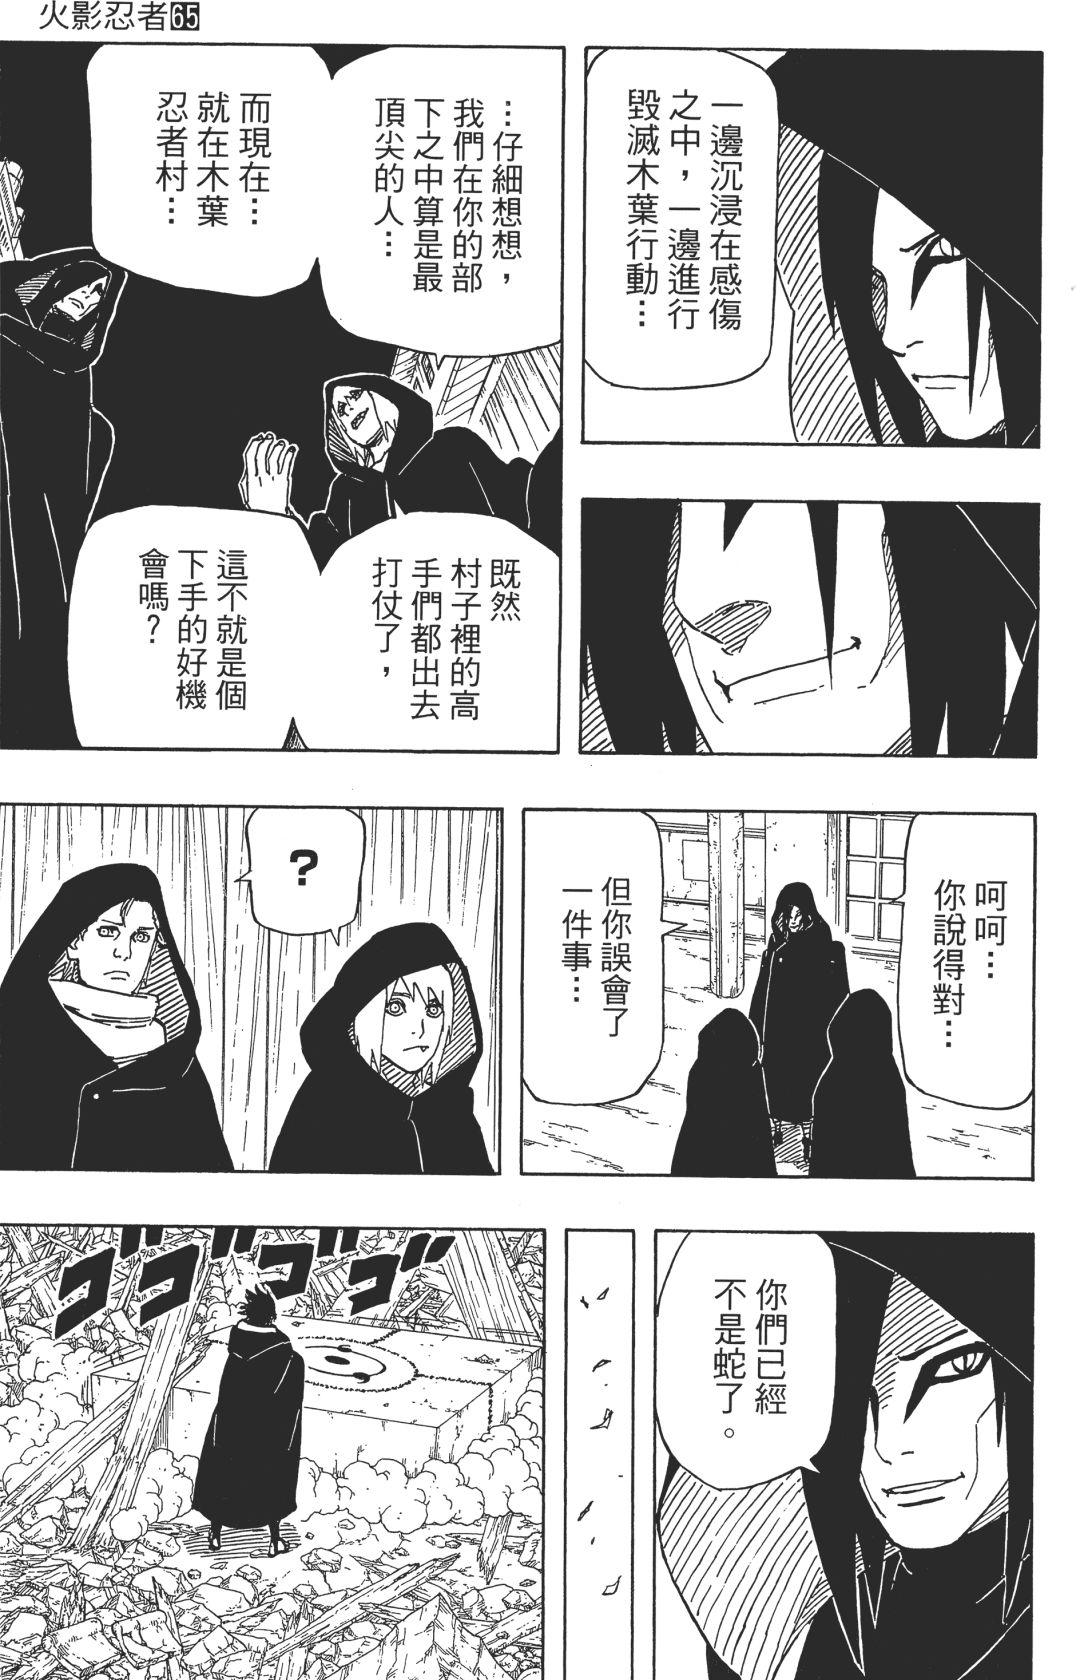 火影忍者65
一邊沉浸在感傷
之中，一邊進行
毀滅木葉行動…
…仔細想想，
我們在你的部
下之中算是最
頂尖的人…
而現在…
就在木葉
忍者村…
既然
村子裡的高
手們都出去
打仗了，
這不就是個
下手的好機
會嗎？
呵呵…
你說得對…
但你誤會了
一件事…
？
你們已經
不是蛇了。
ゴゴゴゴ